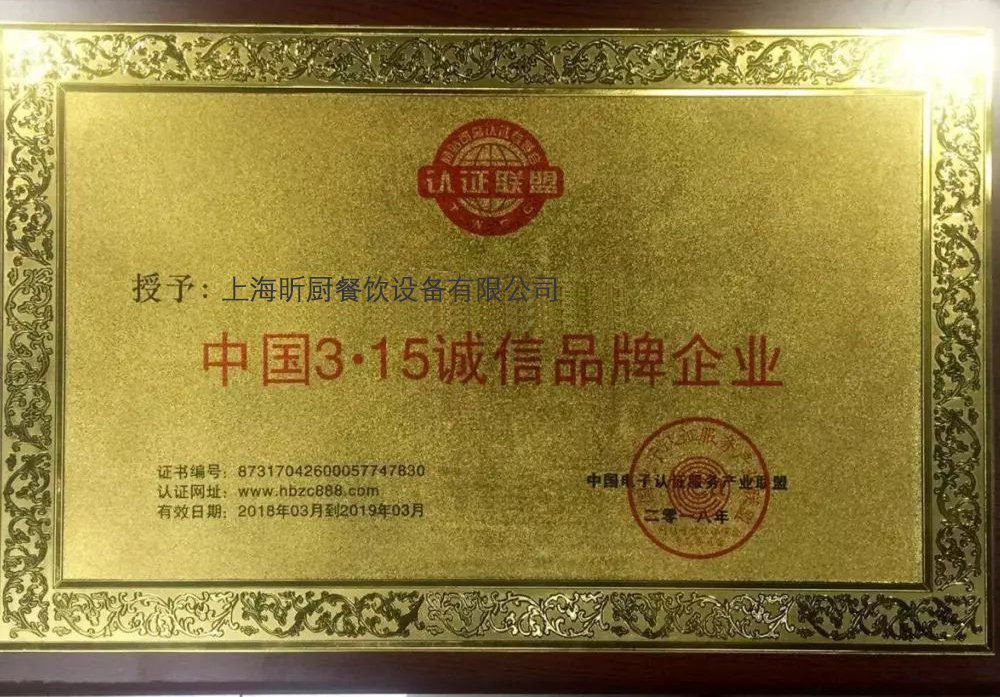 认证联盟
授予：上海昕厨餐饮设备有限公司
中国3·15诚信品牌企业
证书编号：87317042600057747830
认证网址：www.hbzc888.com
有效日期：2018年03月到2019年03月
中国电子认证服务产业联盟
二零一八年